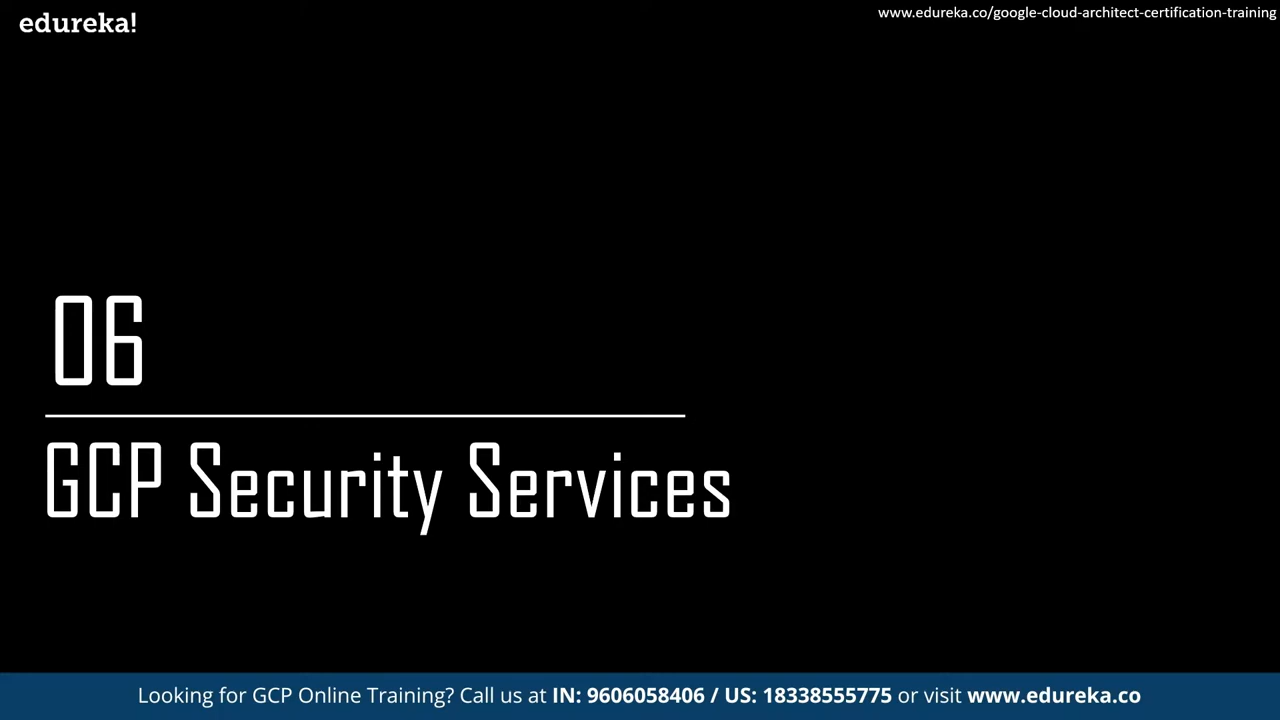 edureka!
www.edureka.co/google-cloud-architect-certification-training
06
GCP Security Services
Looking for GCP Online Training? Call us at IN: 9606058406 / US: 18338555775 or visit www.edureka.co